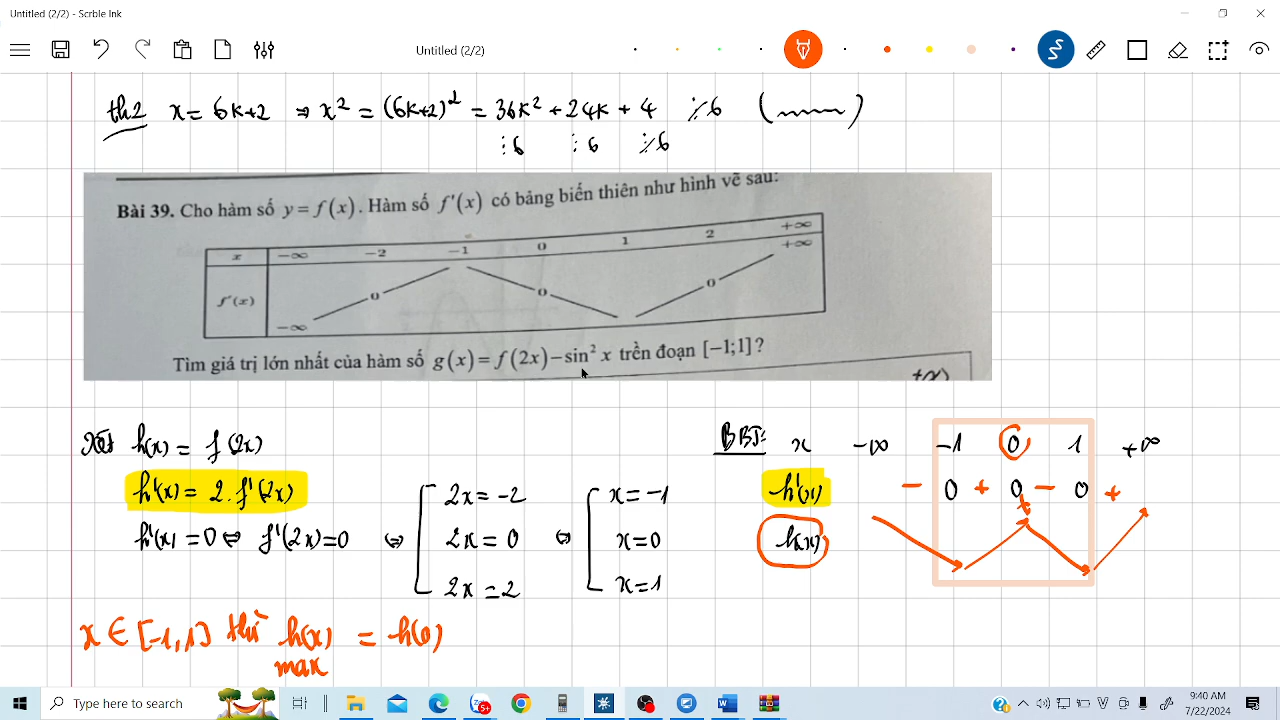 Untitled (2/2) - Scrble Ink
Untitled (2/2)
th2 x = 6k+2 ⇒ x² = (6k+2)² = 36k² + 24k + 4 ⋮̸ 6 ( )
⋮6 ⋮6 ⋮̸6
Bài 39. Cho hàm số y = f(x). Hàm số f'(x) có bảng biến thiên như hình vẽ sau:
x −∞ −2 −1 0 1 2 +∞
+∞
f'(x) 0 0 0
−∞
Tìm giá trị lớn nhất của hàm số g(x) = f(2x) − sin² x trên đoạn [−1;1]?
Xét h(x) = f(2x)
h'(x) = 2. f'(2x)
h'(x) = 0 ⇔ f'(2x) = 0 ⇔ [ 2x = -2 2x = 0 2x = 2 ⇔ [ x = -1 x = 0 x = 1
BBT: x -∞ -1 0 1 +∞
h'(x) - 0 + 0 - 0 +
h(x)
x ∈ [-1,1] thì h(x) = h(0)
max
Type here to search
5+
9:40 AM
7/22/2024